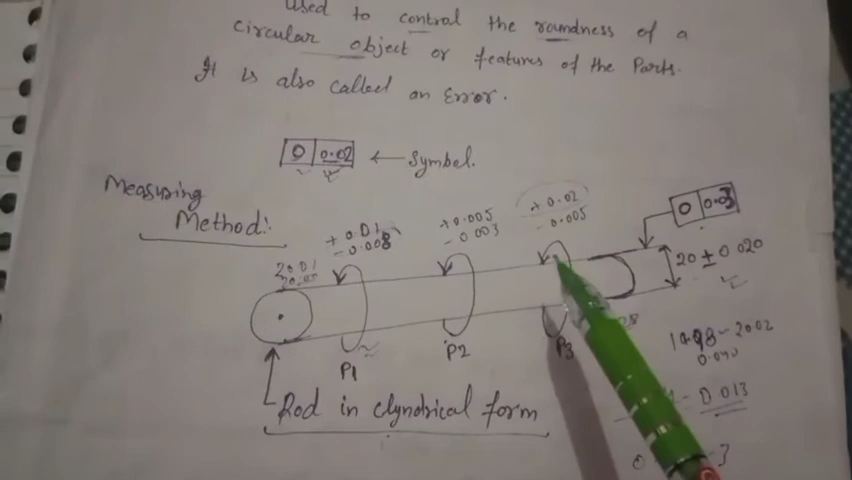 Used to control the roundness of a
circular object or features of the Parts.
It is also called an Error.
O 0.02 ← Symbol.
Measuring
Method:
+ 0.01
- 0.008
+ 0.005
- 0.003
+ 0.02
- 0.005
O 0.03
20.01
20 ± 0.020
P1
P2
P3
19.98 - 20.02
0.040
- 0.013
Rod in clyndrical form